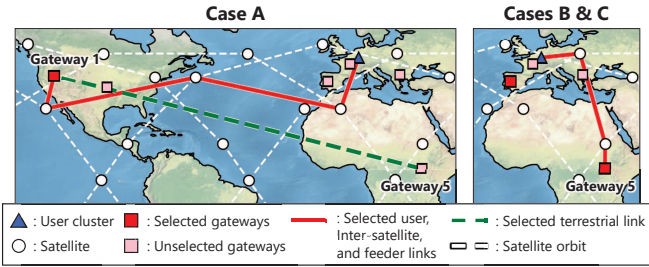 Case A
Cases B & C
Gateway 1
Gateway 5
Gateway 5
: User cluster
: Selected gateways
: Selected user,
Inter-satellite,
and feeder links
: Selected terrestrial link
: Satellite
: Unselected gateways
: Satellite orbit